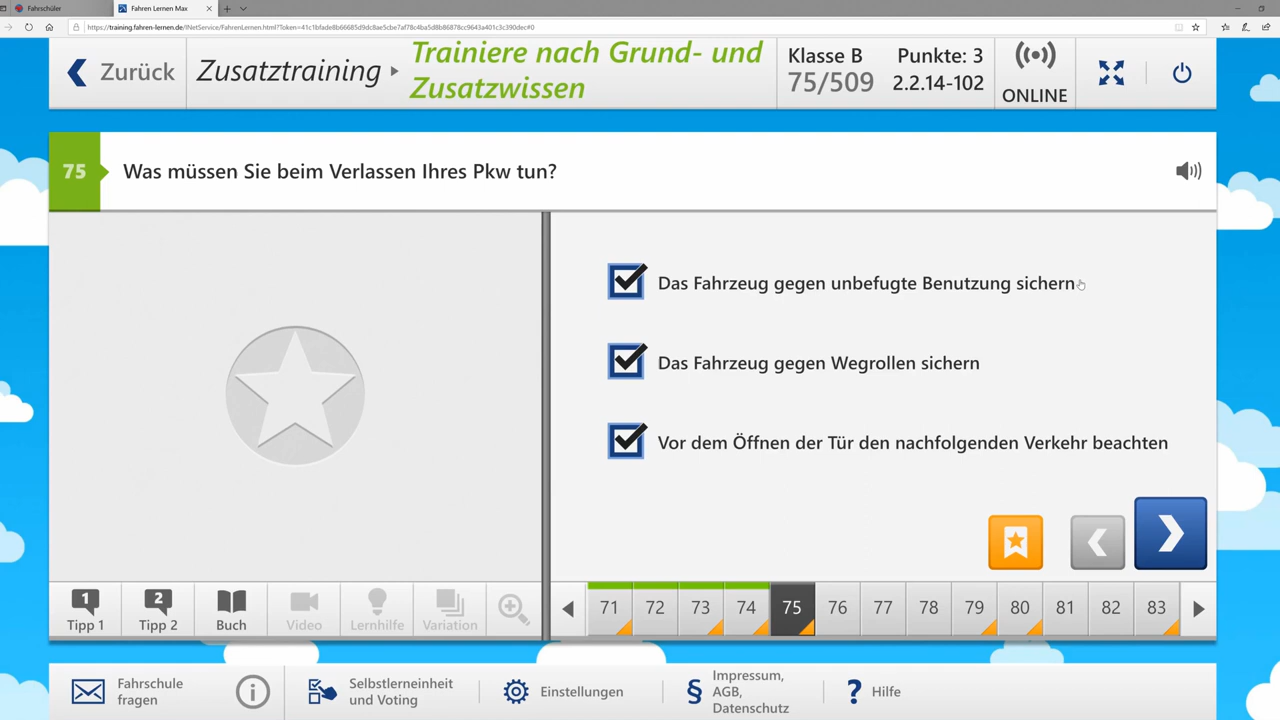 Fahrschüler
Fahren Lernen Max
Zurück
Zusatztraining
Trainiere nach Grund- und
Zusatzwissen
Klasse B
75/509
Punkte: 3
2.2.14-102
ONLINE
75
Was müssen Sie beim Verlassen Ihres Pkw tun?
Das Fahrzeug gegen unbefugte Benutzung sichern
Das Fahrzeug gegen Wegrollen sichern
Vor dem Öffnen der Tür den nachfolgenden Verkehr beachten
1
Tipp 1
2
Tipp 2
Buch
Video
Lernhilfe
Variation
71 72 73 74 75 76 77 78 79 80 81 82 83
Fahrschule
fragen
Selbstlerneinheit
und Voting
Einstellungen
§
Impressum,
AGB,
Datenschutz
?
Hilfe